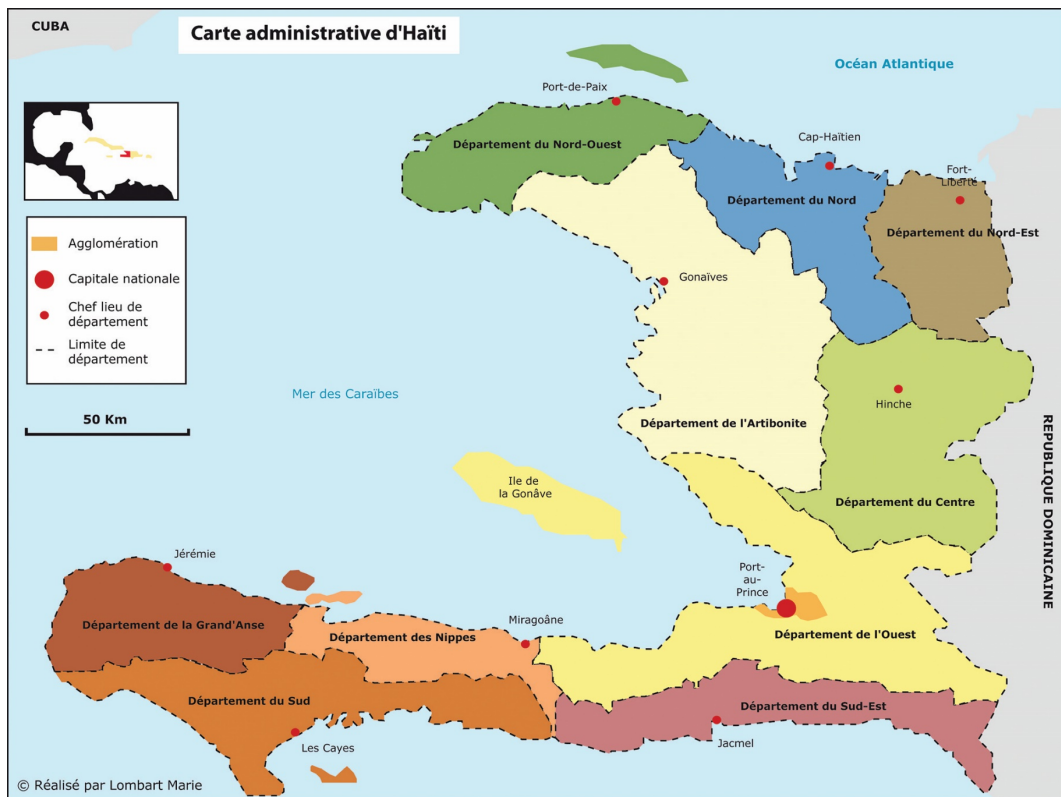 CUBA
Carte administrative d'Haïti
Océan Atlantique
Port-de-Paix
Cap-Haïtien
Département du Nord-Ouest
Fort-
Liberté
Département du Nord
Département du Nord-Est
Agglomération
Capitale nationale
Chef lieu de
département
Limite de
département
Gonaïves
50 Km
Mer des Caraïbes
Hinche
Département de l'Artibonite
REPUBLIQUE DOMINICAINE
Ile de
la Gonâve
Département du Centre
Jérémie
Port-
au-
Prince
Département de la Grand'Anse
Miragoâne
Département des Nippes
Département de l'Ouest
Département du Sud
Département du Sud-Est
Les Cayes
Jacmel
© Réalisé par Lombart Marie